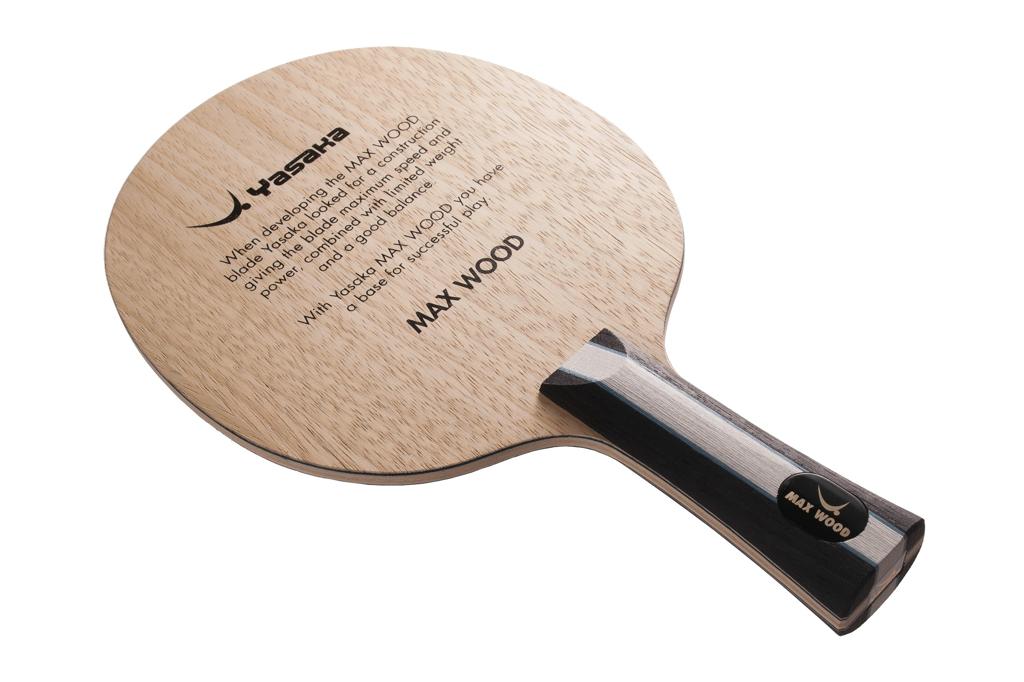 Yasaka
When developing the MAX WOOD
blade Yasaka looked for a construction
giving the blade maximum speed and
power, combined with limited weight
and a good balance.
With Yasaka MAX WOOD you have
a base for successful play.
MAX WOOD
MAX WOOD